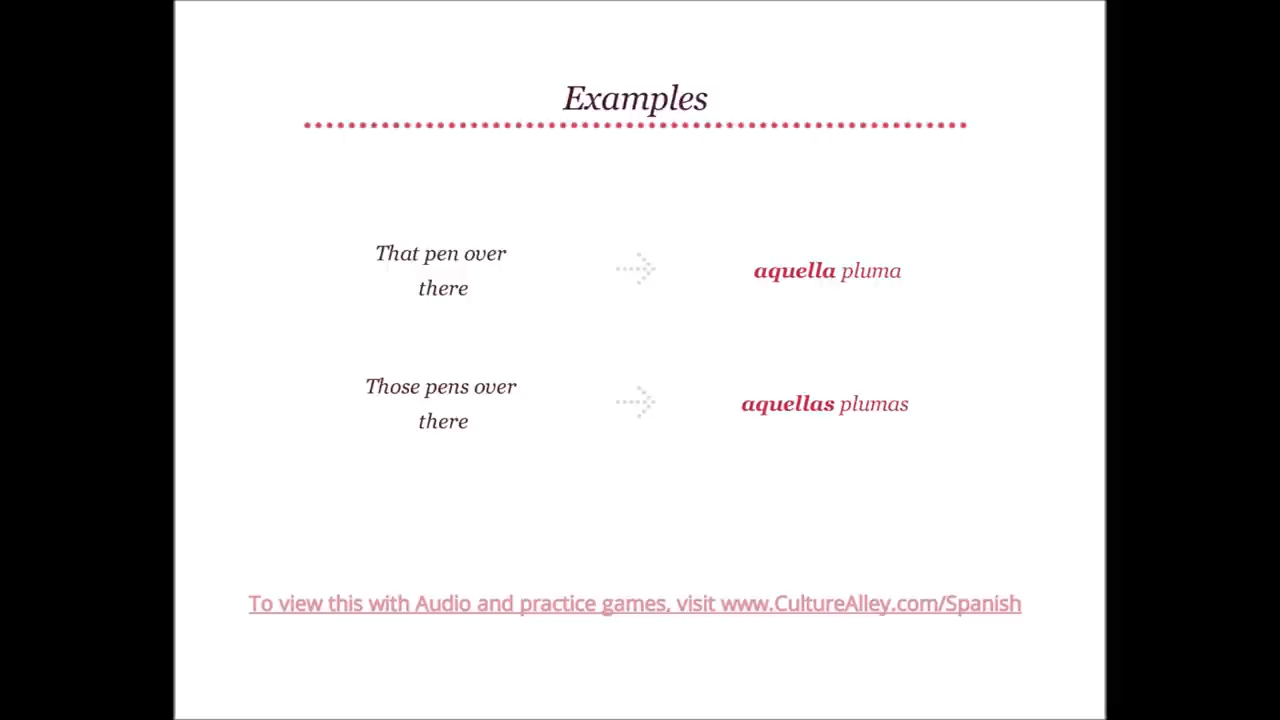 Examples
That pen over
there
aquella pluma
Those pens over
there
aquellas plumas
To view this with Audio and practice games, visit www.CultureAlley.com/Spanish